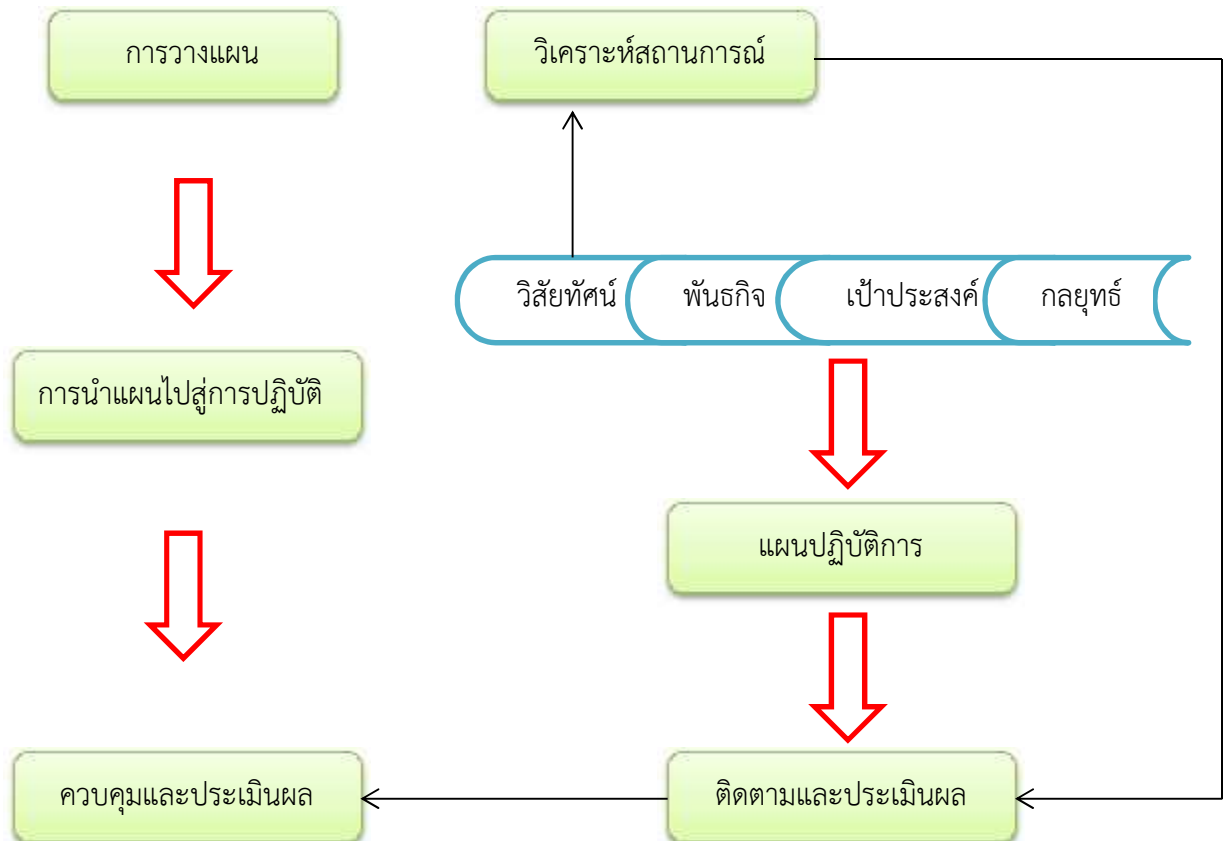 การวางแผน
วิเคราะห์สถานการณ์
วิสัยทัศน์ พันธกิจ เป้าประสงค์ กลยุทธ์
การนำแผนไปสู่การปฏิบัติ
แผนปฏิบัติการ
ควบคุมและประเมินผล
ติดตามและประเมินผล